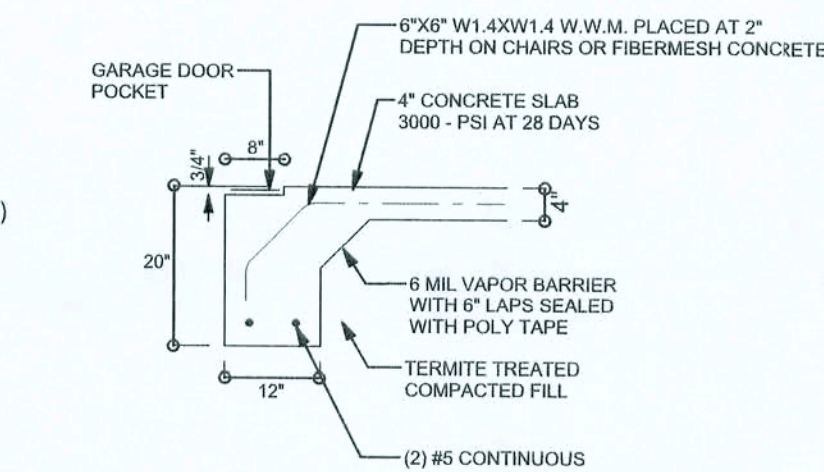 6"X6" W1.4XW1.4 W.W.M. PLACED AT 2"
DEPTH ON CHAIRS OR FIBERMESH CONCRETE
GARAGE DOOR
POCKET
4" CONCRETE SLAB
3000 - PSI AT 28 DAYS
8"
3/4"
4"
20"
)
6 MIL VAPOR BARRIER
WITH 6" LAPS SEALED
WITH POLY TAPE
TERMITE TREATED
COMPACTED FILL
12"
(2) #5 CONTINUOUS